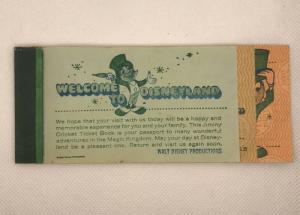 WELCOME
TO DISNEYLAND
We hope that your visit with us today will be a happy and
memorable experience for you and your family. This Jiminy
Cricket Ticket Book is your passport to many wonderful
adventures in the Magic Kingdom. May your day at Disney-
land be a pleasant one. Return and visit us again soon.
WALT DISNEY PRODUCTIONS